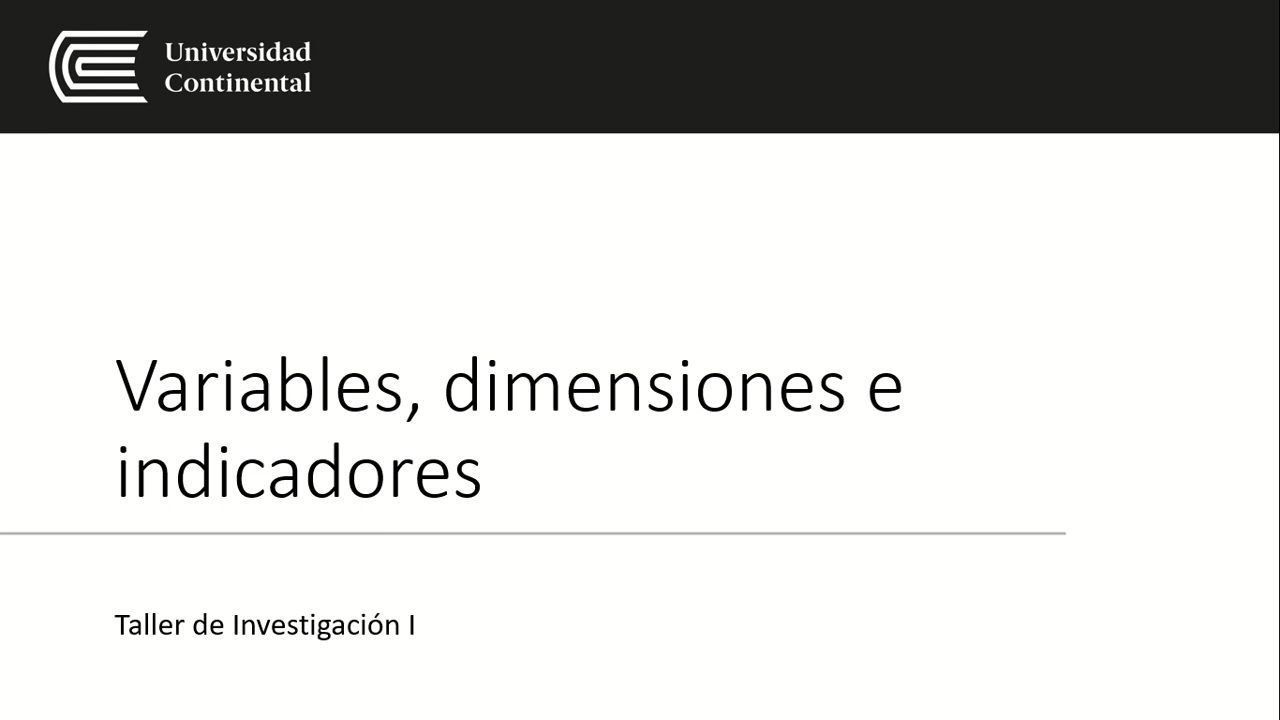 Universidad
Continental
Variables, dimensiones e
indicadores
Taller de Investigación I